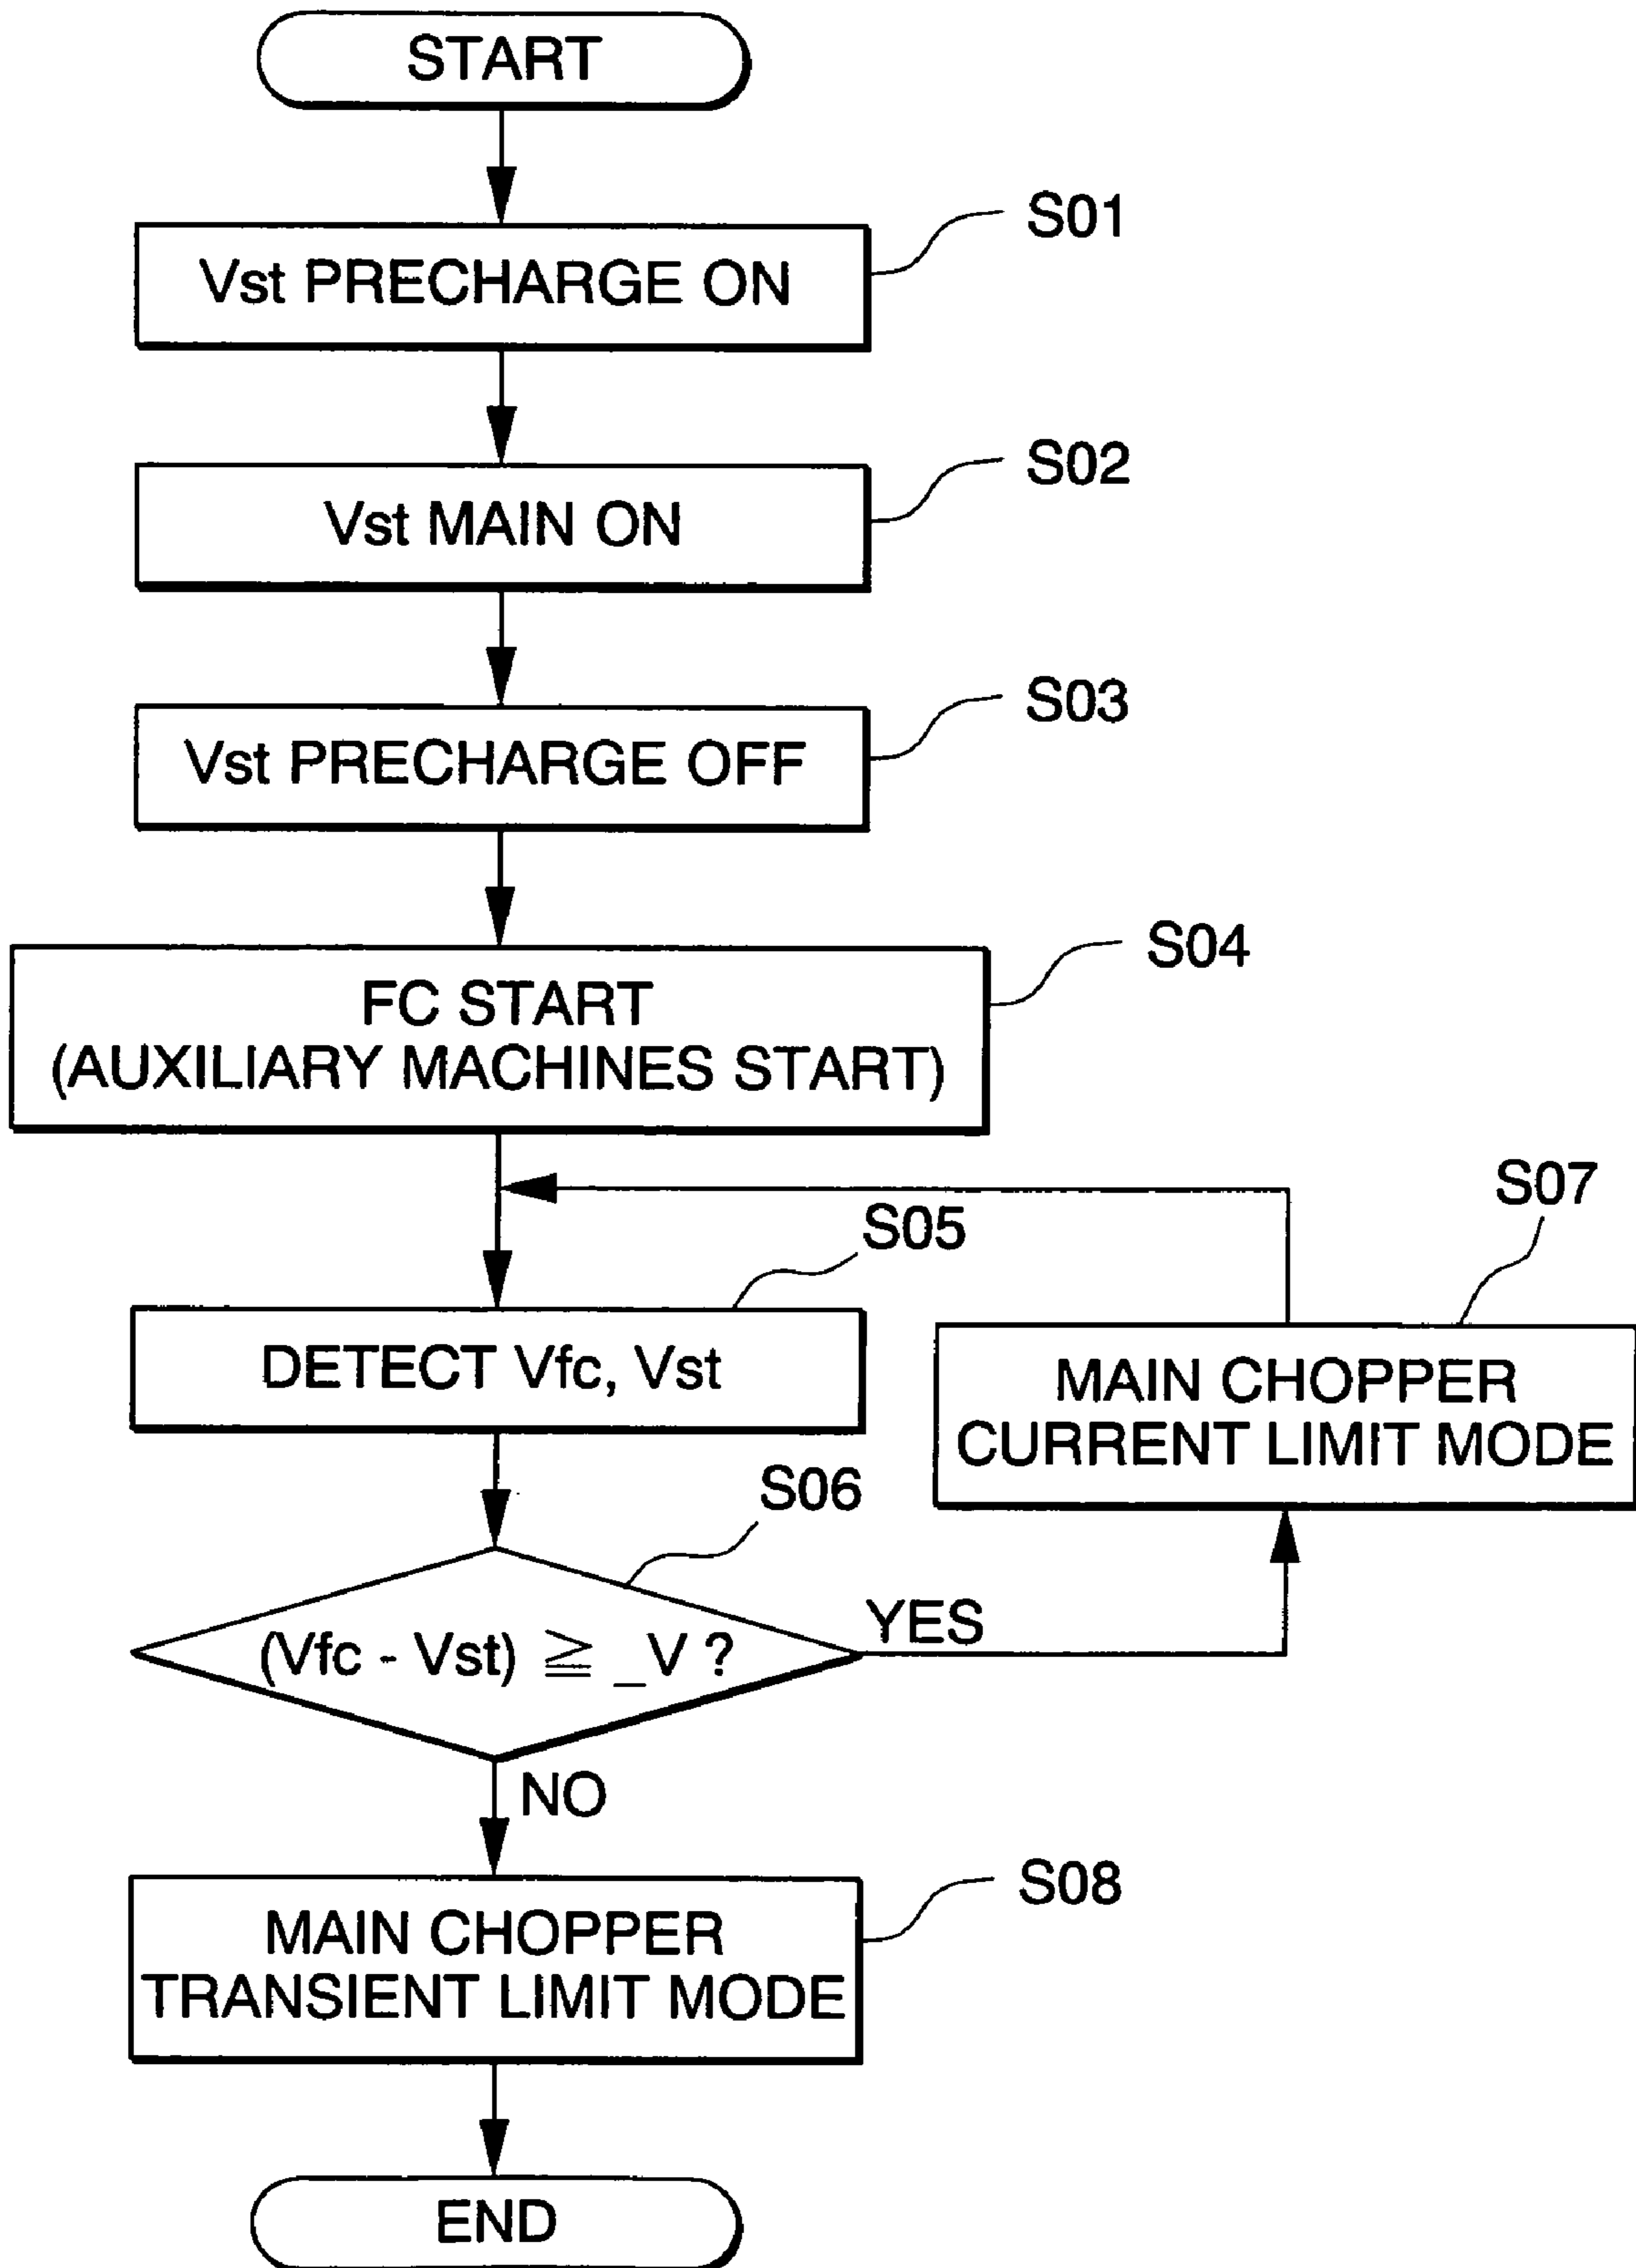 START
S01
Vst PRECHARGE ON
S02
Vst MAIN ON
S03
Vst PRECHARGE OFF
S04
FC START
(AUXILIARY MACHINES START)
S07
S05
DETECT Vfc, Vst
MAIN CHOPPER
CURRENT LIMIT MODE
S06
YES
(Vfc - Vst) ≧ _V ?
NO
S08
MAIN CHOPPER
TRANSIENT LIMIT MODE
END